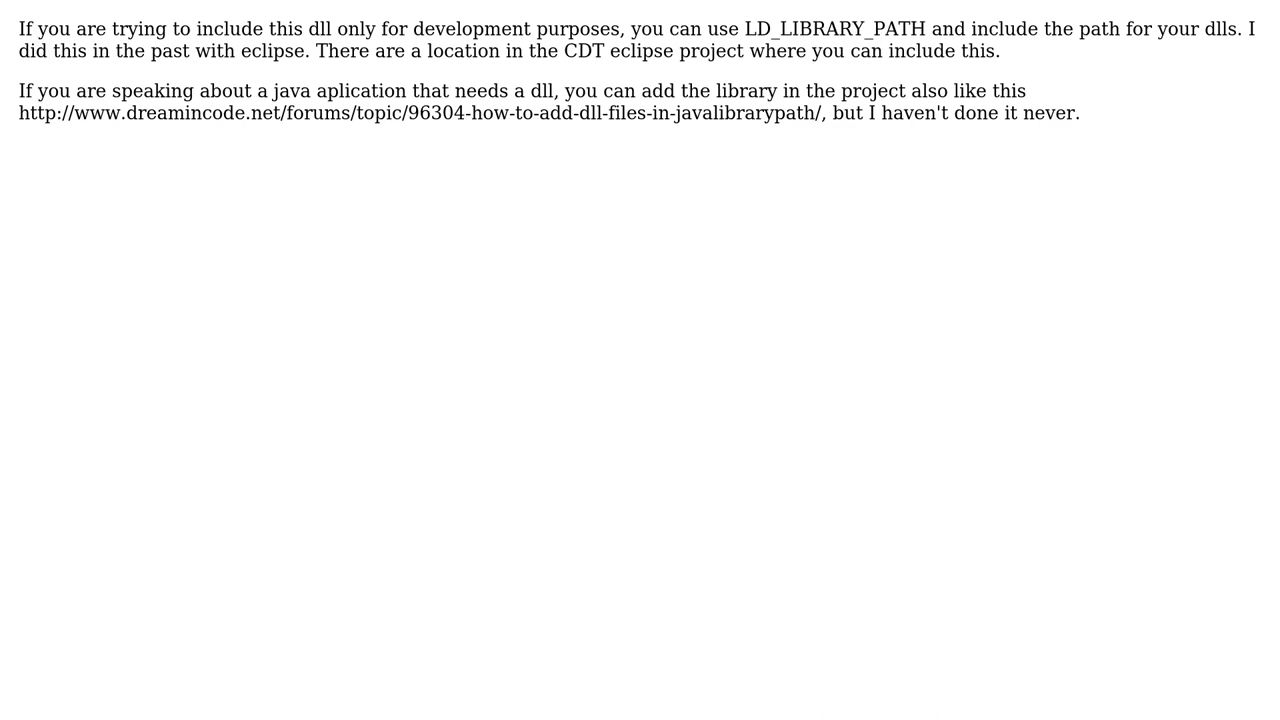 If you are trying to include this dll only for development purposes, you can use LD_LIBRARY_PATH and include the path for your dlls. I
did this in the past with eclipse. There are a location in the CDT eclipse project where you can include this.
If you are speaking about a java aplication that needs a dll, you can add the library in the project also like this
http://www.dreamincode.net/forums/topic/96304-how-to-add-dll-files-in-javalibrarypath/, but I haven't done it never.